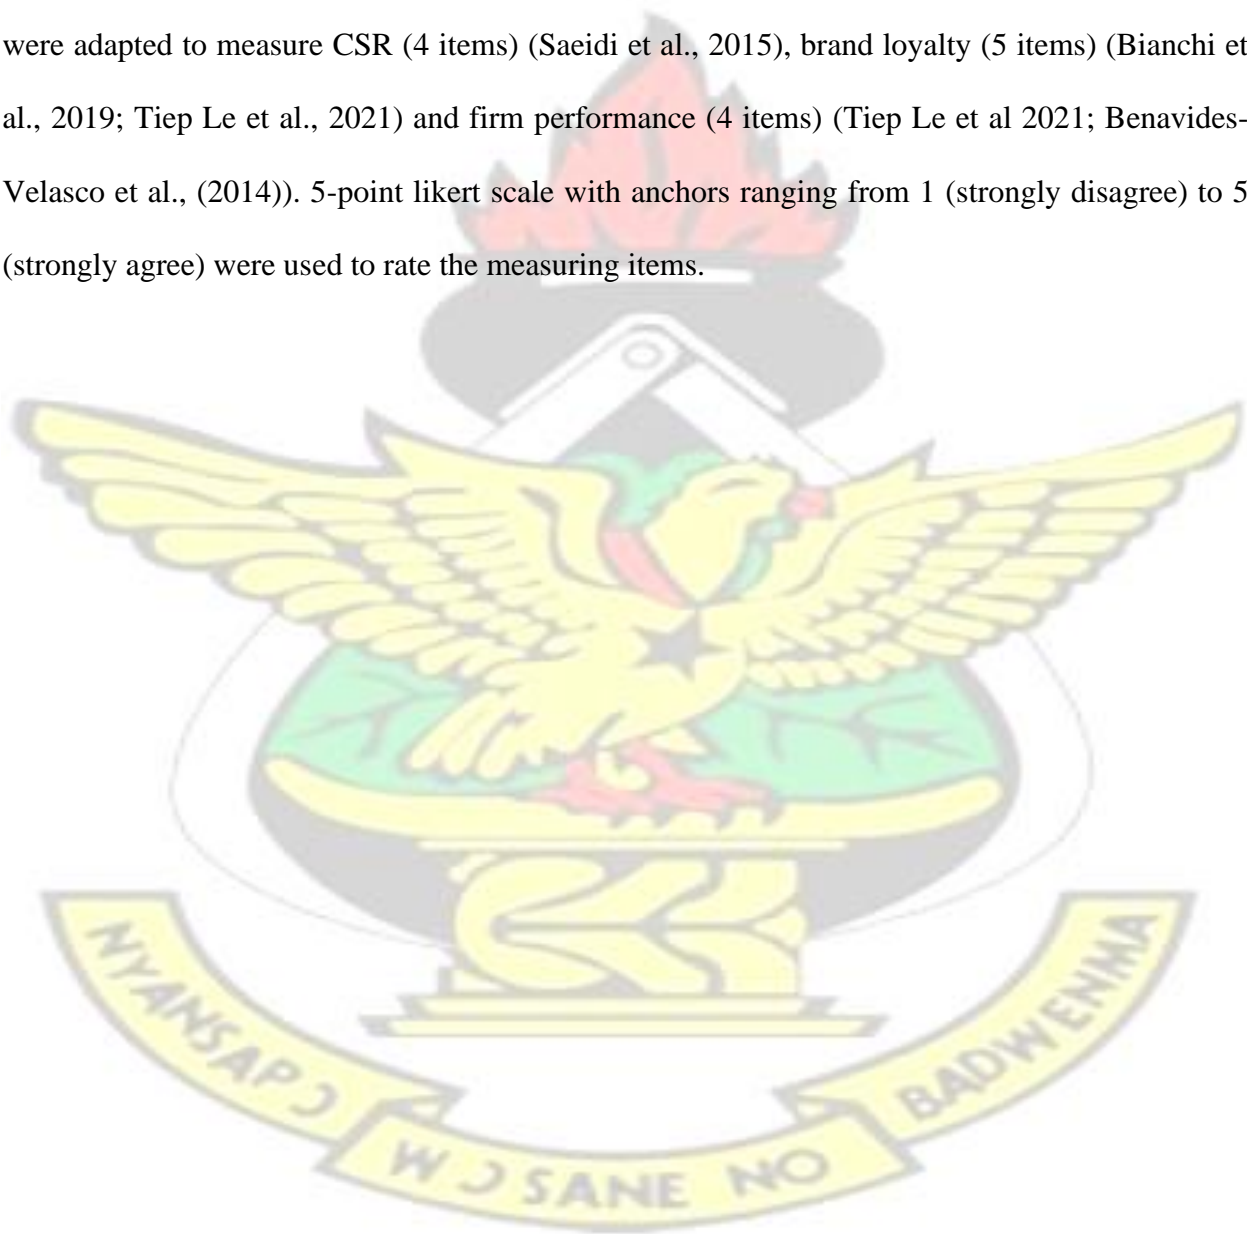 were adapted to measure CSR (4 items) (Saeidi et al., 2015), brand loyalty (5 items) (Bianchi et
al., 2019; Tiep Le et al., 2021) and firm performance (4 items) (Tiep Le et al 2021; Benavides-
Velasco et al., (2014)). 5-point likert scale with anchors ranging from 1 (strongly disagree) to 5
(strongly agree) were used to rate the measuring items.
NYANSAPƆ
WƆSANE NO
BADWENMA